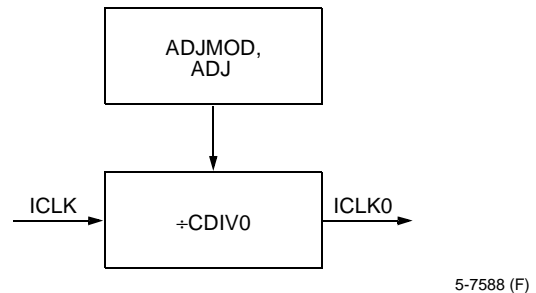 ADJMOD,
ADJ
ICLK
÷CDIV0
ICLK0
5-7588 (F)